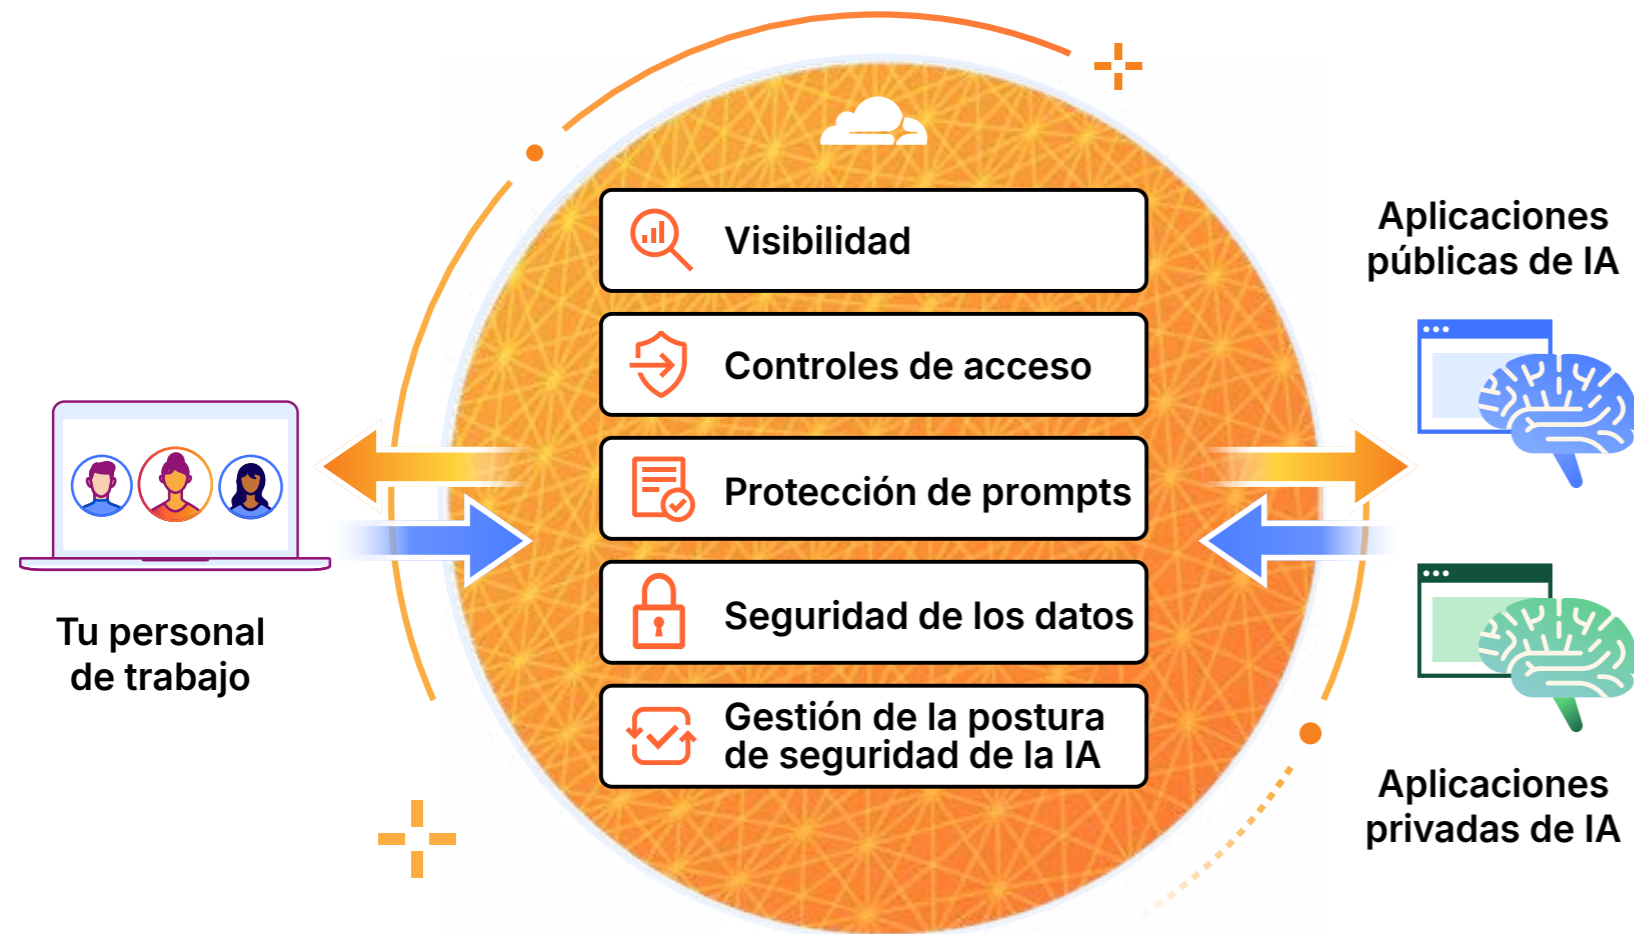 Visibilidad
Controles de acceso
Protección de prompts
Seguridad de los datos
Gestión de la postura
de seguridad de la IA
Tu personal
de trabajo
Aplicaciones
públicas de IA
Aplicaciones
privadas de IA